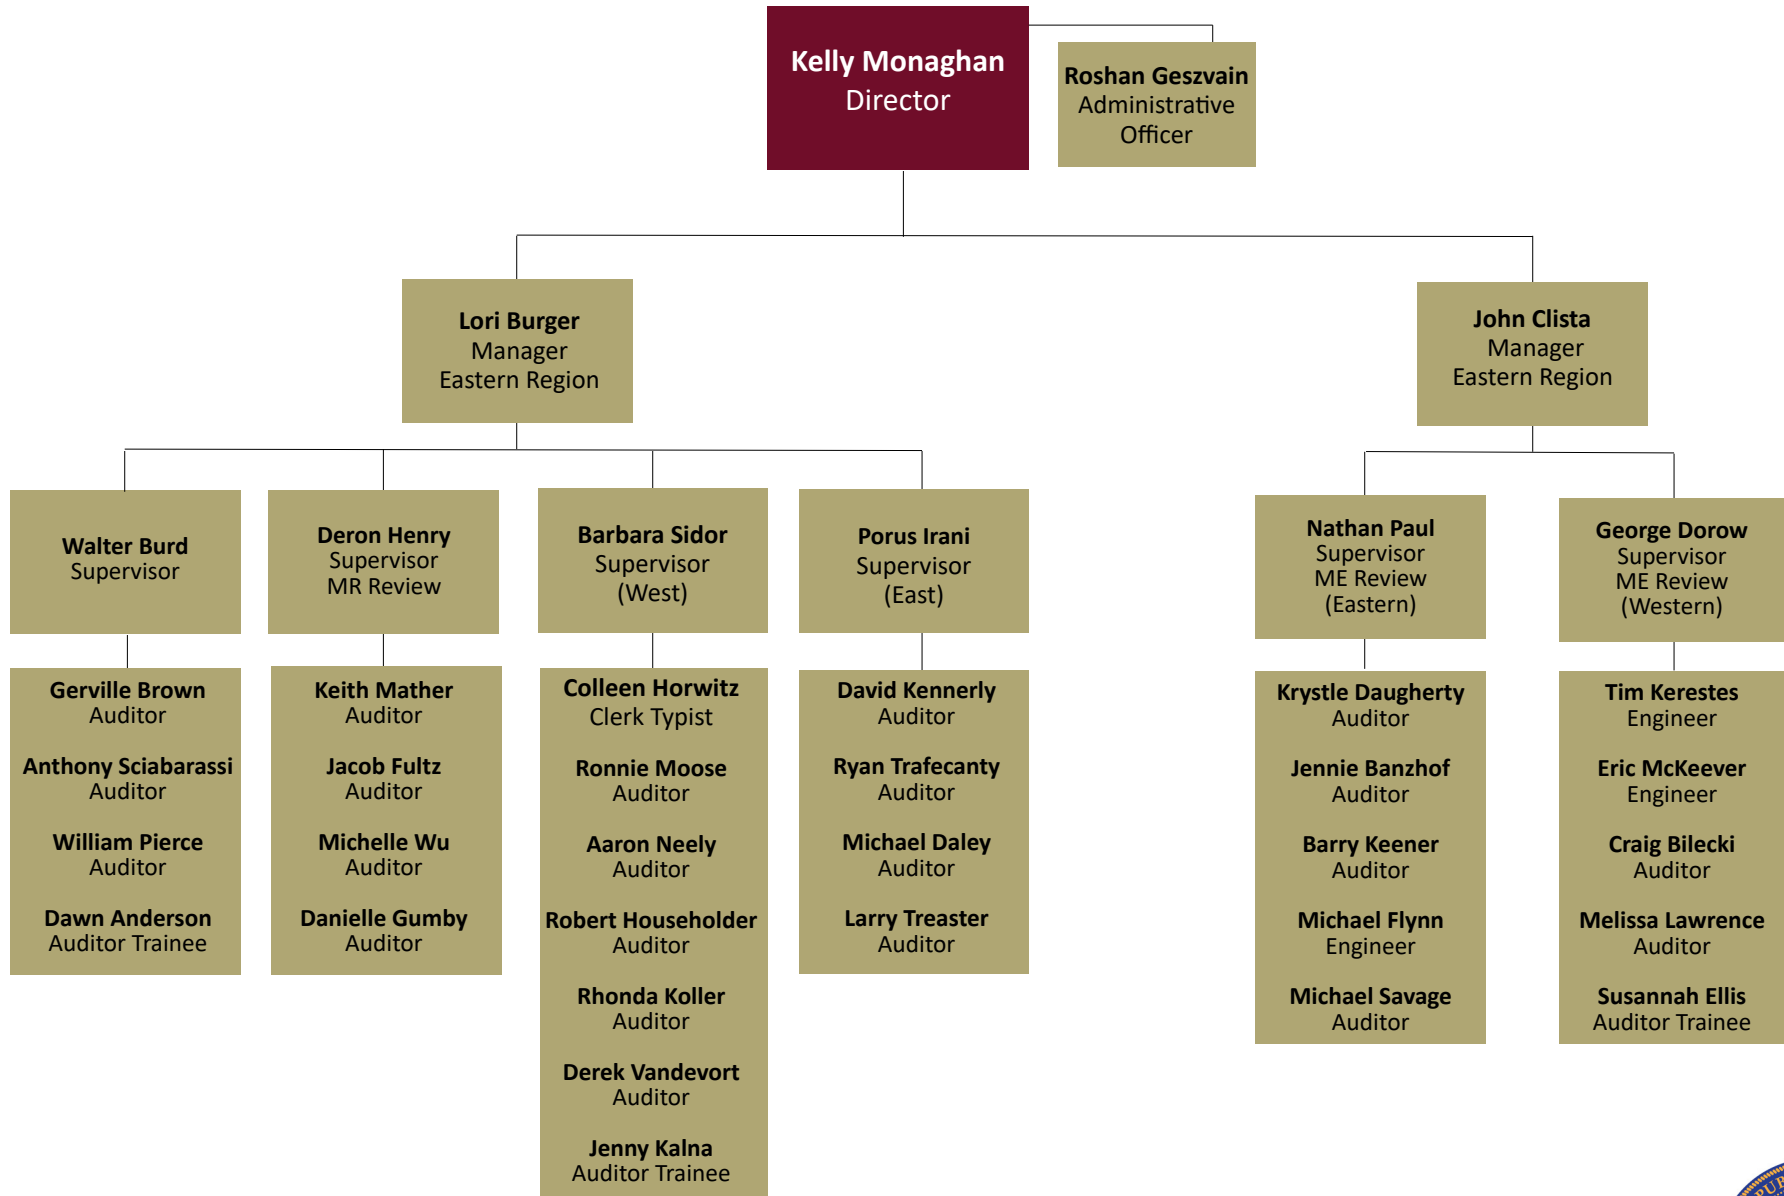 Kelly Monaghan
Director
Roshan Geszvain
Administrative
Officer
Lori Burger
Manager
Eastern Region
John Clista
Manager
Eastern Region
Walter Burd
Supervisor
Deron Henry
Supervisor
MR Review
Barbara Sidor
Supervisor
(West)
Porus Irani
Supervisor
(East)
Nathan Paul
Supervisor
ME Review
(Eastern)
George Dorow
Supervisor
ME Review
(Western)
Gerville Brown
Auditor
Anthony Sciabarassi
Auditor
William Pierce
Auditor
Dawn Anderson
Auditor Trainee
Keith Mather
Auditor
Jacob Fultz
Auditor
Michelle Wu
Auditor
Danielle Gumby
Auditor
Colleen Horwitz
Clerk Typist
Ronnie Moose
Auditor
Aaron Neely
Auditor
Robert Householder
Auditor
Rhonda Koller
Auditor
Derek Vandevort
Auditor
Jenny Kalna
Auditor Trainee
David Kennerly
Auditor
Ryan Trafecanty
Auditor
Michael Daley
Auditor
Larry Treaster
Auditor
Krystle Daugherty
Auditor
Jennie Banzhof
Auditor
Barry Keener
Auditor
Michael Flynn
Engineer
Michael Savage
Auditor
Tim Kerestes
Engineer
Eric McKeever
Engineer
Craig Bilecki
Auditor
Melissa Lawrence
Auditor
Susannah Ellis
Auditor Trainee